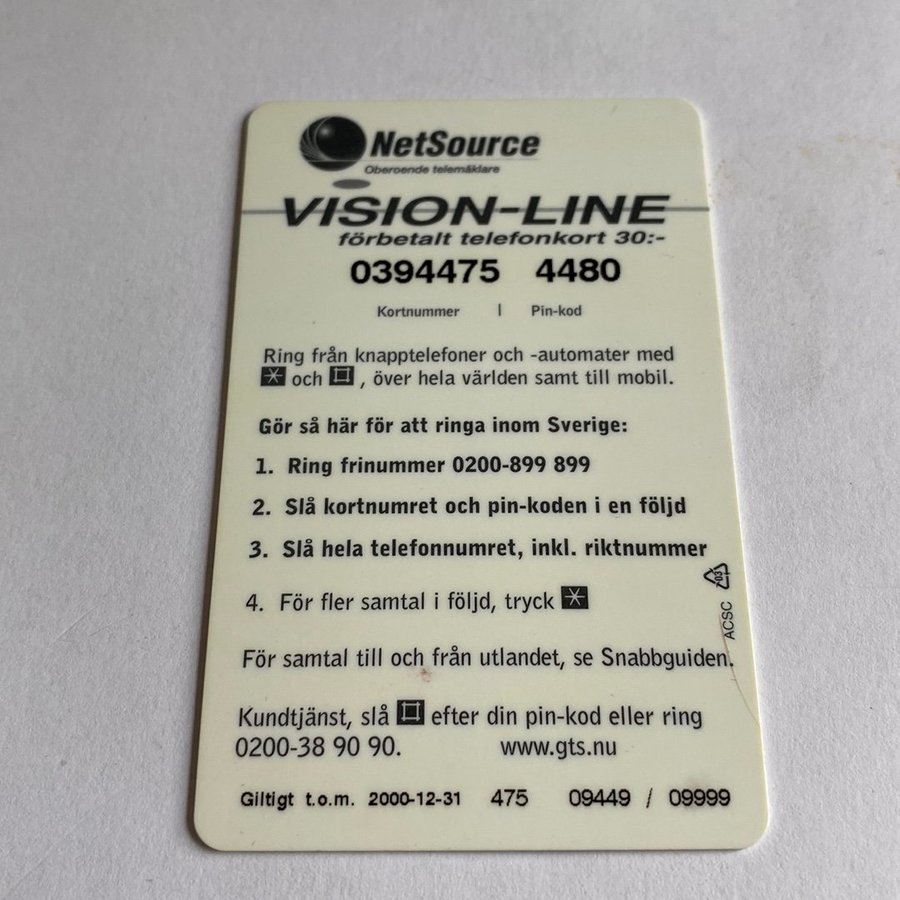 NetSource
Oberoende telemäklare
VISION-LINE
förbetalt telefonkort 30:-
0394475 4480
Kortnummer | Pin-kod
Ring från knapptelefoner och -automater med
* och # , över hela världen samt till mobil.
Gör så här för att ringa inom Sverige:
1. Ring frinummer 0200-899 899
2. Slå kortnumret och pin-koden i en följd
3. Slå hela telefonnumret, inkl. riktnummer
4. För fler samtal i följd, tryck *
För samtal till och från utlandet, se Snabbguiden.
Kundtjänst, slå # efter din pin-kod eller ring
0200-38 90 90. www.gts.nu
Giltigt t.o.m. 2000-12-31 475 09449 / 09999
ACSC 03